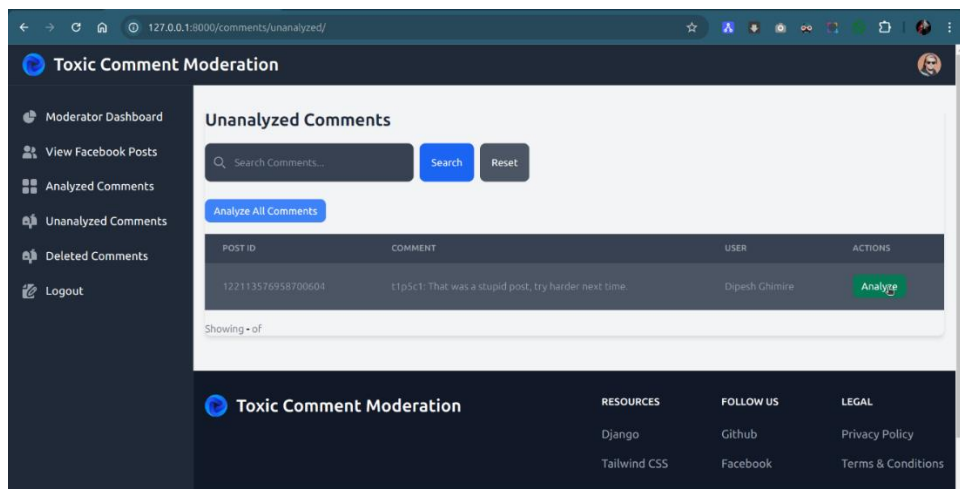 127.0.0.1:8000/comments/unanalyzed/
Toxic Comment Moderation
Moderator Dashboard
View Facebook Posts
Analyzed Comments
Unanalyzed Comments
Deleted Comments
Logout
Unanalyzed Comments
Search Comments...
Search
Reset
Analyze All Comments
POST ID COMMENT USER ACTIONS
122113576958700604 t1p5c1: That was a stupid post, try harder next time. Dipesh Ghimire Analyze
Showing - of
Toxic Comment Moderation
RESOURCES FOLLOW US LEGAL
Django Github Privacy Policy
Tailwind CSS Facebook Terms & Conditions